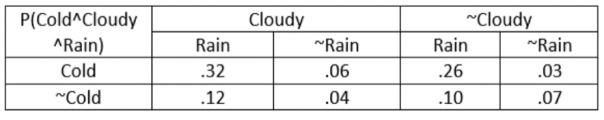 P(Cold^Cloudy Cloudy ~Cloudy
^Rain) Rain ~Rain Rain ~Rain
Cold .32 .06 .26 .03
~Cold .12 .04 .10 .07